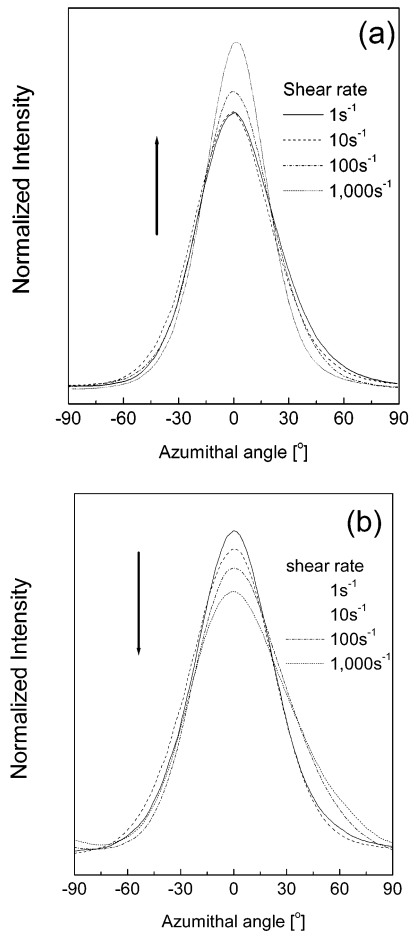 (a)
Shear rate
1s⁻¹
10s⁻¹
100s⁻¹
1,000s⁻¹
Normalized Intensity
-90 -60 -30 0 30 60 90
Azumithal angle [°]
(b)
shear rate
1s⁻¹
10s⁻¹
100s⁻¹
1,000s⁻¹
Normalized Intensity
-90 -60 -30 0 30 60 90
Azumithal angle [°]